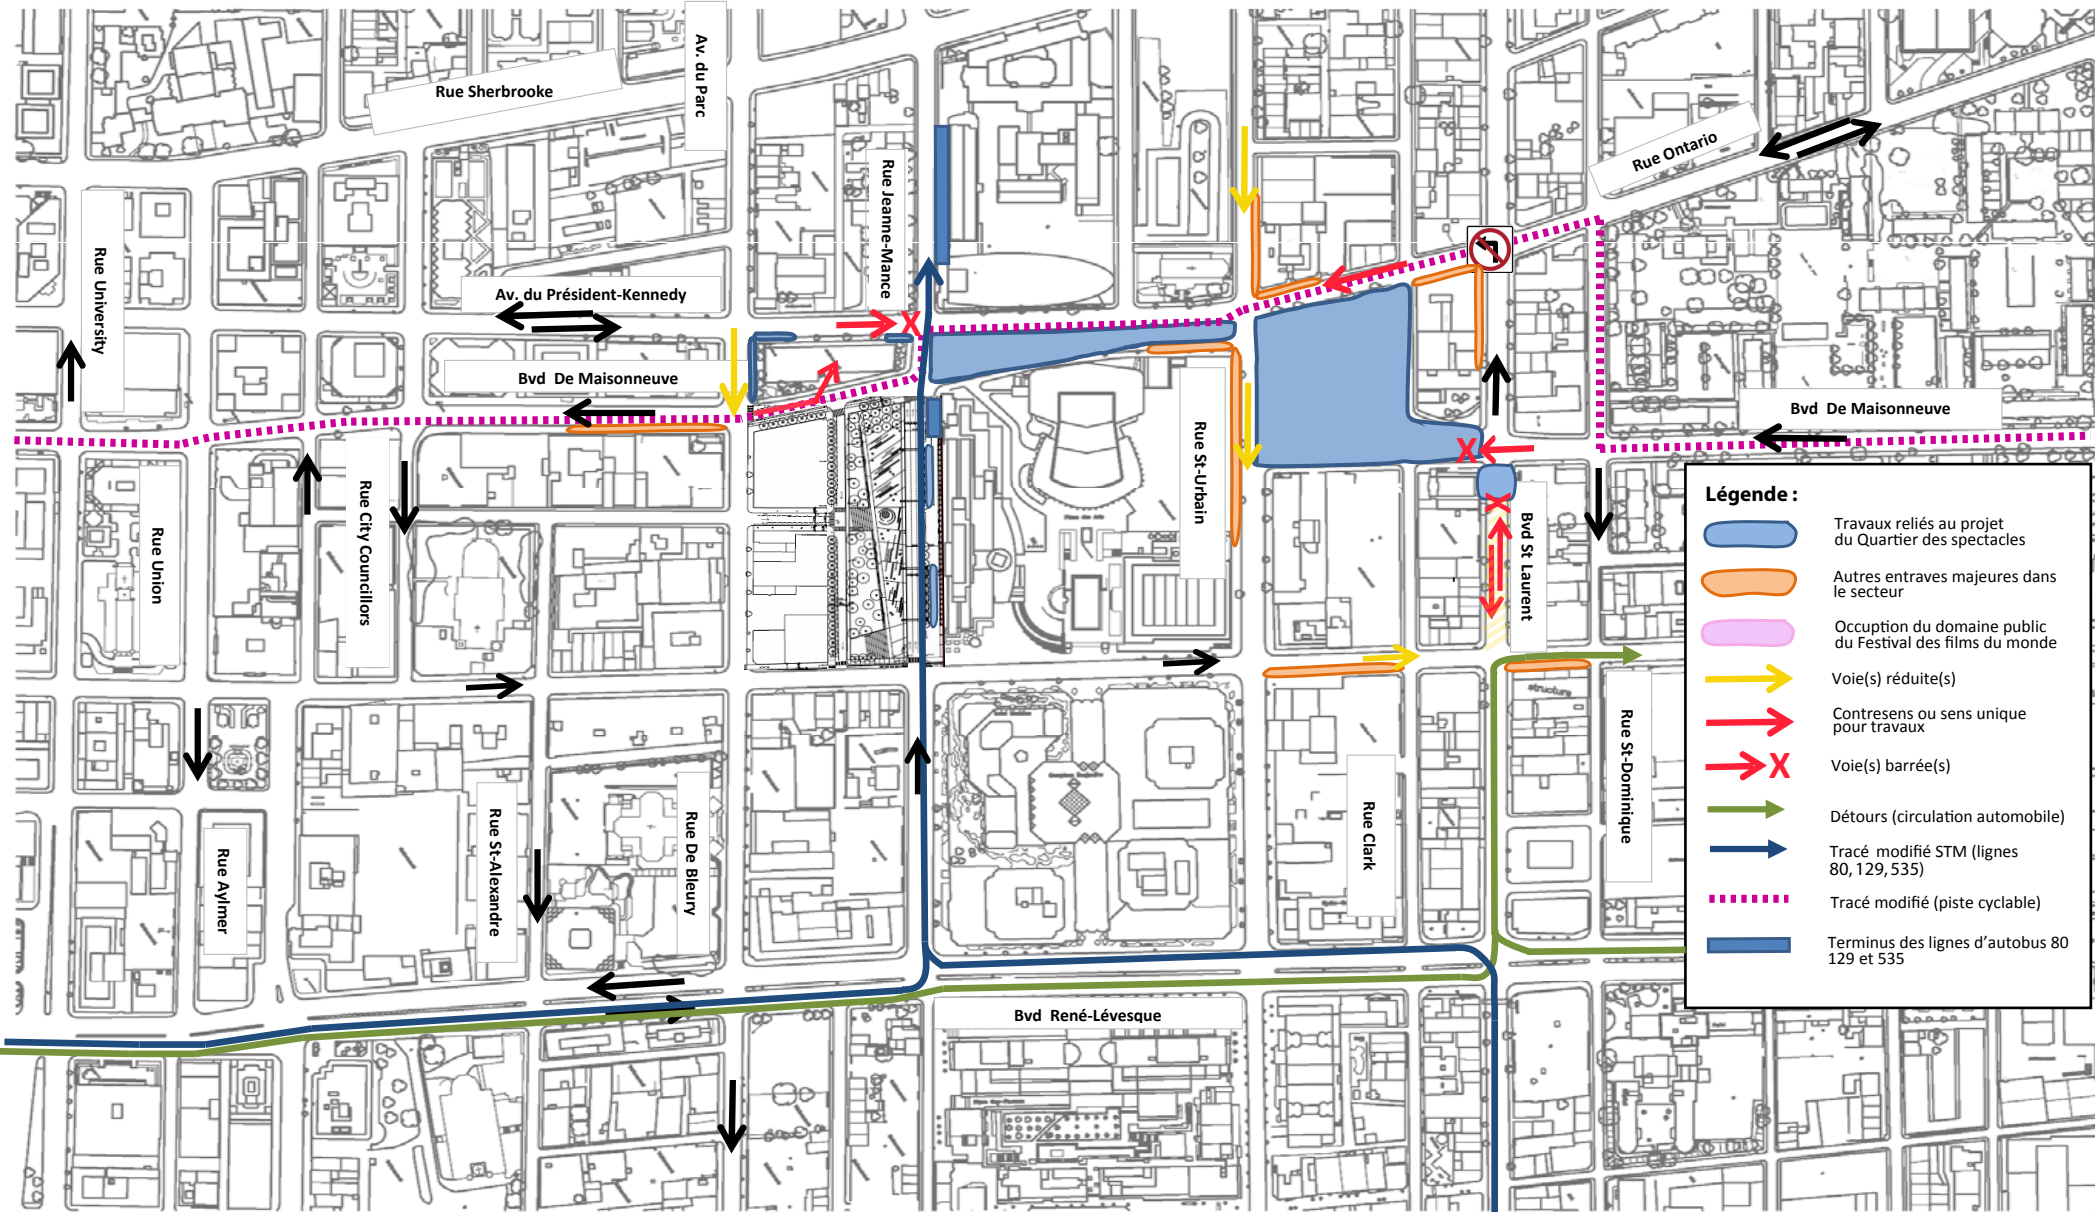 Rue Sherbrooke
Av. du Parc
Rue Jeanne-Mance
Rue Ontario
Rue University
Av. du Président-Kennedy
Bvd De Maisonneuve
Bvd De Maisonneuve
Rue St-Urbain
Rue City Councillors
Rue Union
Bvd St Laurent
X
X
X
Légende :
Travaux reliés au projet
du Quartier des spectacles
Autres entraves majeures dans
le secteur
Occuption du domaine public
du Festival des films du monde
Voie(s) réduite(s)
Contresens ou sens unique
pour travaux
X
Voie(s) barrée(s)
Détours (circulation automobile)
Tracé modifié STM (lignes
80, 129, 535)
Tracé modifié (piste cyclable)
Terminus des lignes d'autobus 80
129 et 535
structure
Rue St-Dominique
Rue Clark
Rue St-Alexandre
Rue De Bleury
Rue Aylmer
Bvd René-Lévesque